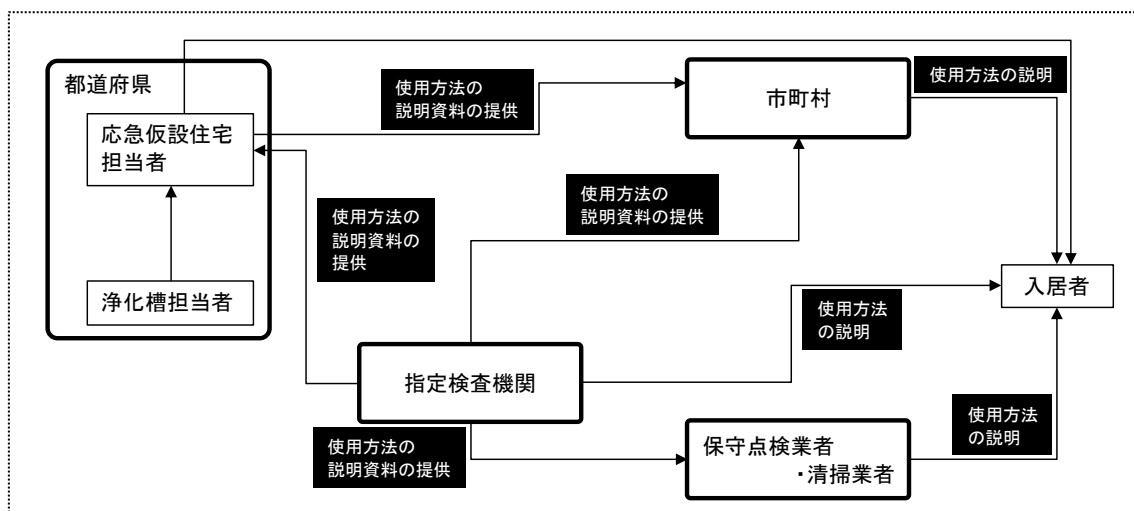 都道府県
応急仮設住宅
担当者
浄化槽担当者
使用方法の
説明資料の提供
市町村
使用方法の説明
使用方法の
説明資料の
提供
使用方法の
説明資料の提供
入居者
使用方法
の説明
指定検査機関
使用方法の
説明資料の提供
保守点検業者
・清掃業者
使用方法
の説明